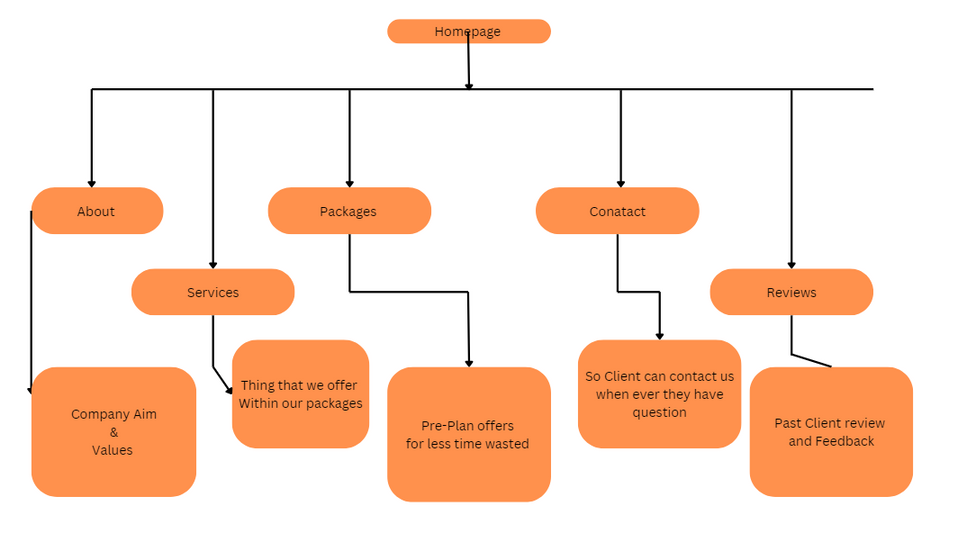 Homepage
About
Packages
Conatact
Services
Reviews
Company Aim
&
Values
Thing that we offer
Within our packages
Pre-Plan offers
for less time wasted
So Client can contact us
when ever they have
question
Past Client review
and Feedback